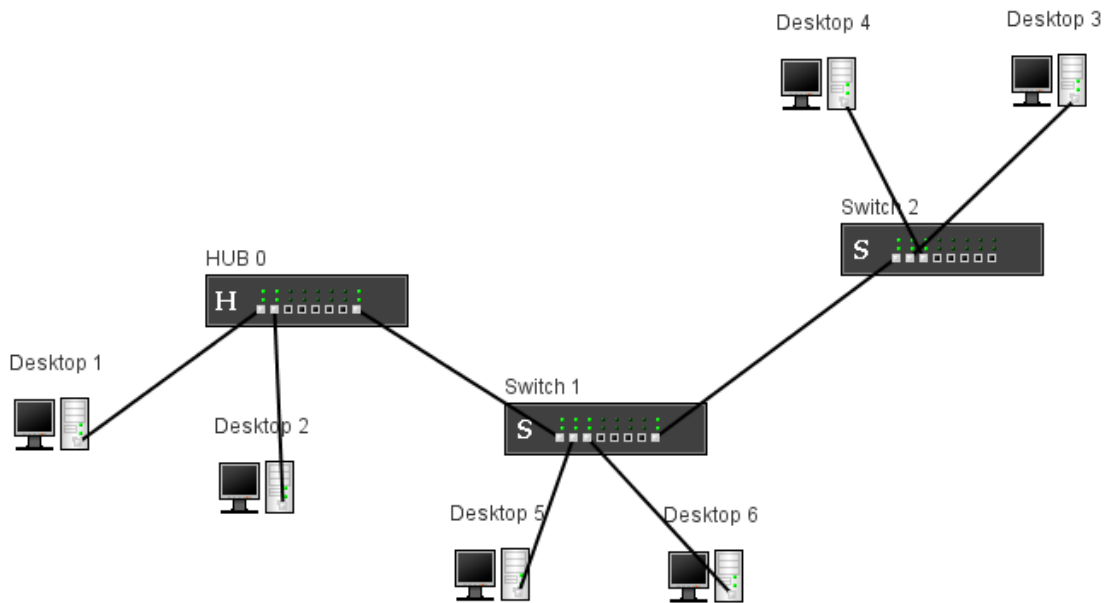 Desktop 4
Desktop 3
Switch 2
S
HUB 0
H
Desktop 1
Switch 1
S
Desktop 2
Desktop 5
Desktop 6